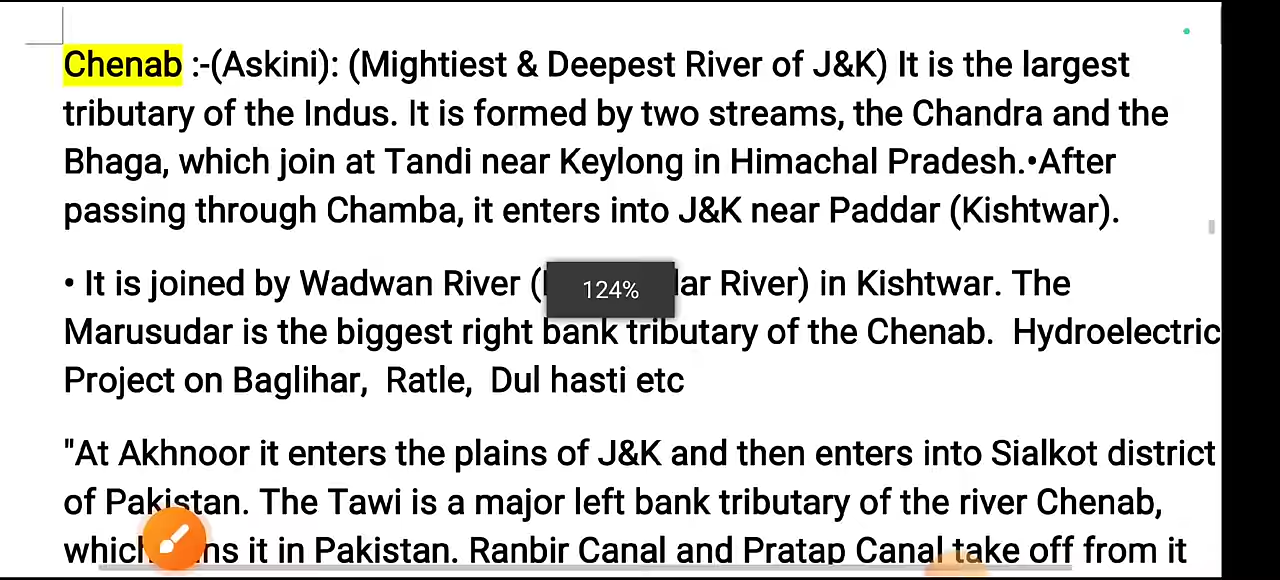 Chenab :-(Askini): (Mightiest & Deepest River of J&K) It is the largest
tributary of the Indus. It is formed by two streams, the Chandra and the
Bhaga, which join at Tandi near Keylong in Himachal Pradesh.•After
passing through Chamba, it enters into J&K near Paddar (Kishtwar).
• It is joined by Wadwan River ( River) in Kishtwar. The
124%
Marusudar is the biggest right bank tributary of the Chenab. Hydroelectric
Project on Baglihar, Ratle, Dul hasti etc
"At Akhnoor it enters the plains of J&K and then enters into Sialkot district
of Pakistan. The Tawi is a major left bank tributary of the river Chenab,
it in Pakistan. Ranbir Canal and Pratap Canal take off from it